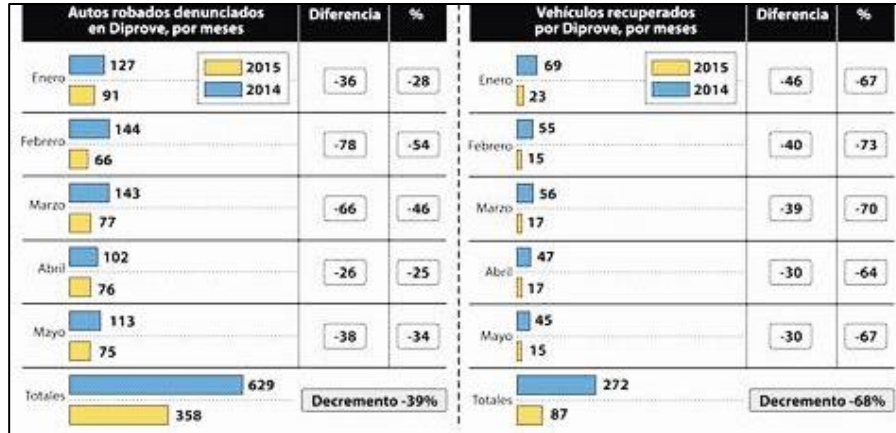 Autos robados denunciados
en Diprove, por meses
Diferencia
%
Enero
127
91
2015
2014
-36
-28
Febrero
144
66
-78
-54
Marzo
143
77
-66
-46
Abril
102
76
-26
-25
Mayo
113
75
-38
-34
Totales
629
358
Decremento -39%
Vehículos recuperados
por Diprove, por meses
Diferencia
%
Enero
69
23
2015
2014
-46
-67
Febrero
55
15
-40
-73
Marzo
56
17
-39
-70
Abril
47
17
-30
-64
Mayo
45
15
-30
-67
Totales
272
87
Decremento -68%